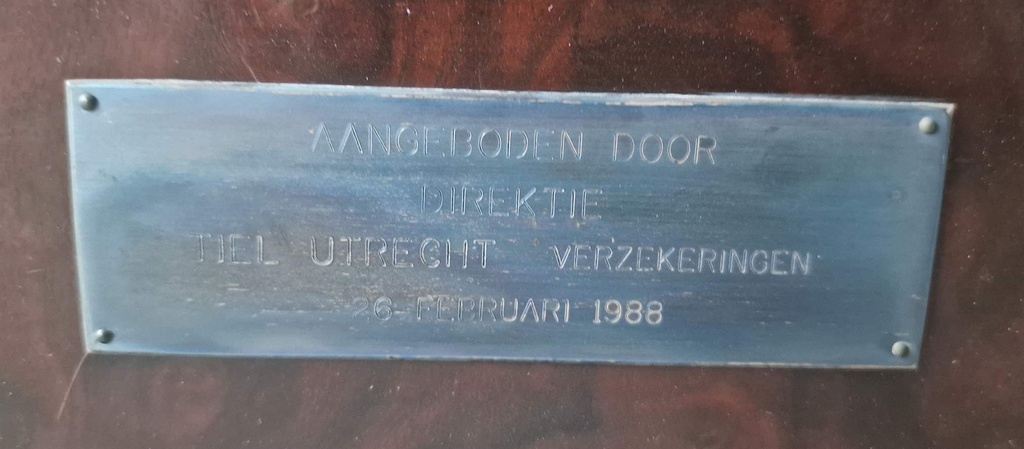 AANGEBODEN DOOR
DIREKTIE
TIEL UTRECHT VERZEKERINGEN
26 FEBRUARI 1988